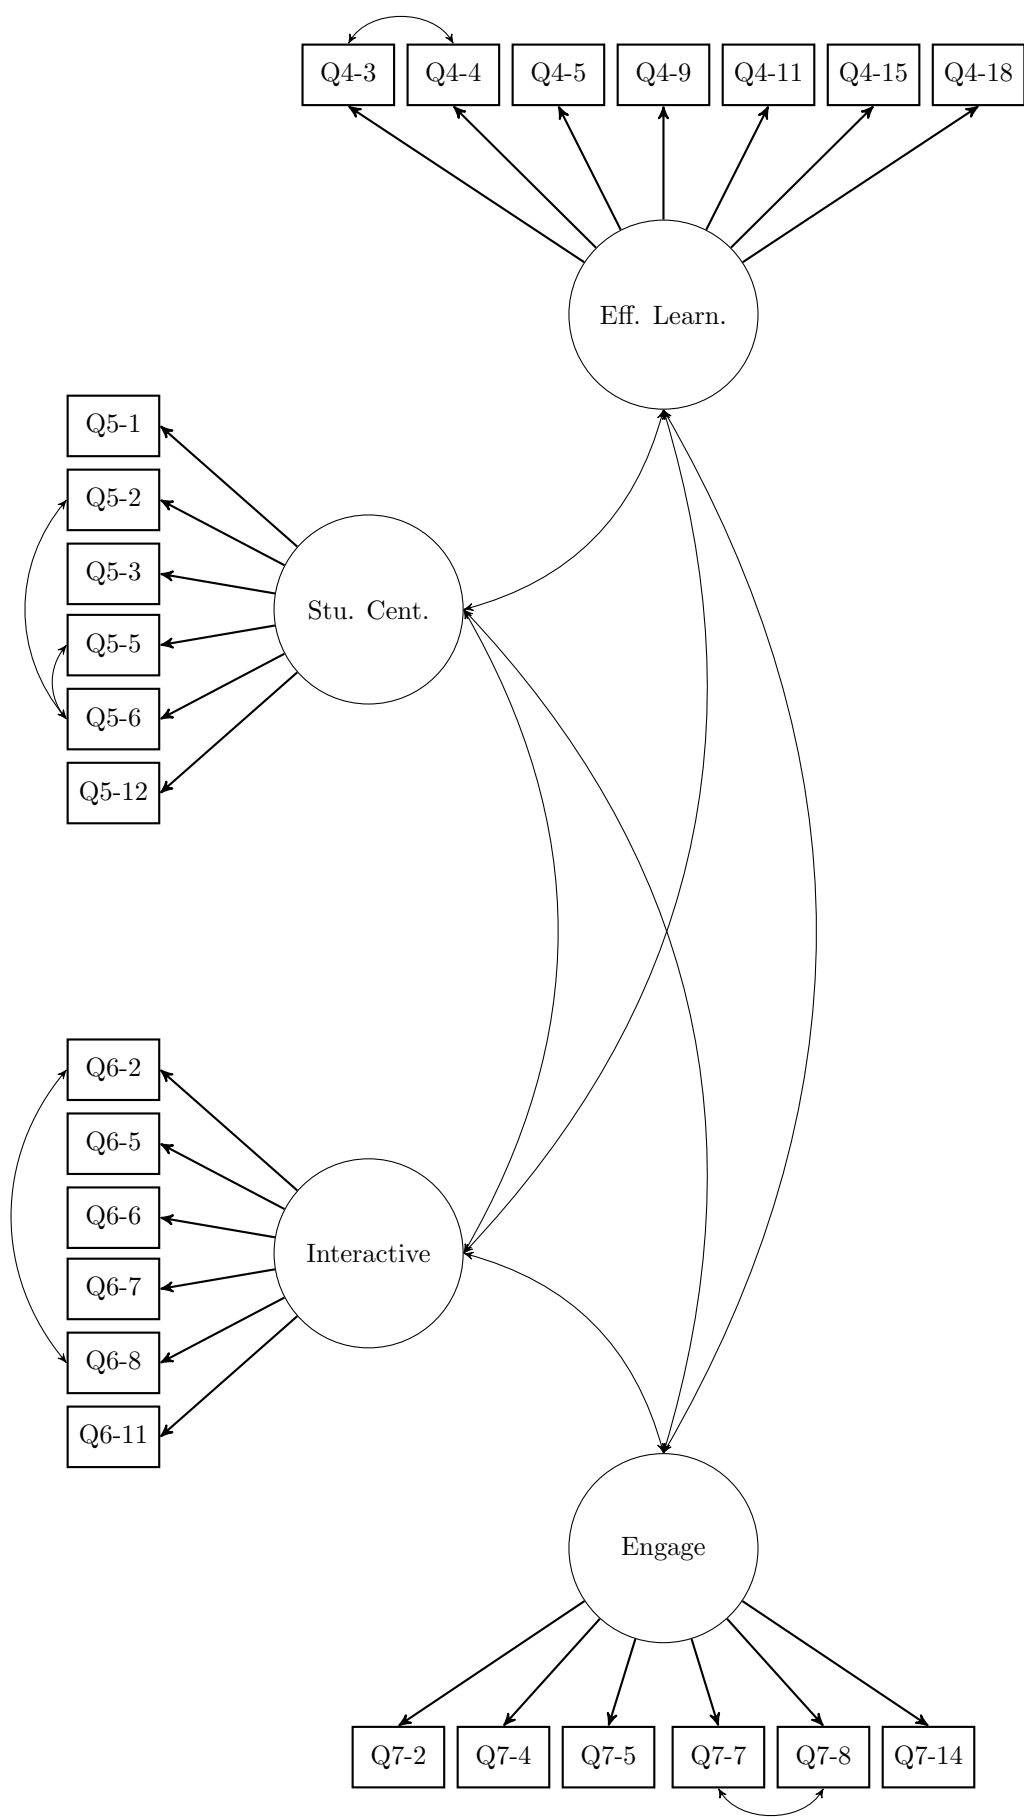 Q4-3 Q4-4 Q4-5 Q4-9 Q4-11 Q4-15 Q4-18
Eff. Learn.
Q5-1
Q5-2
Q5-3
Q5-5
Q5-6
Q5-12
Stu. Cent.
Q6-2
Q6-5
Q6-6
Q6-7
Q6-8
Q6-11
Interactive
Engage
Q7-2 Q7-4 Q7-5 Q7-7 Q7-8 Q7-14